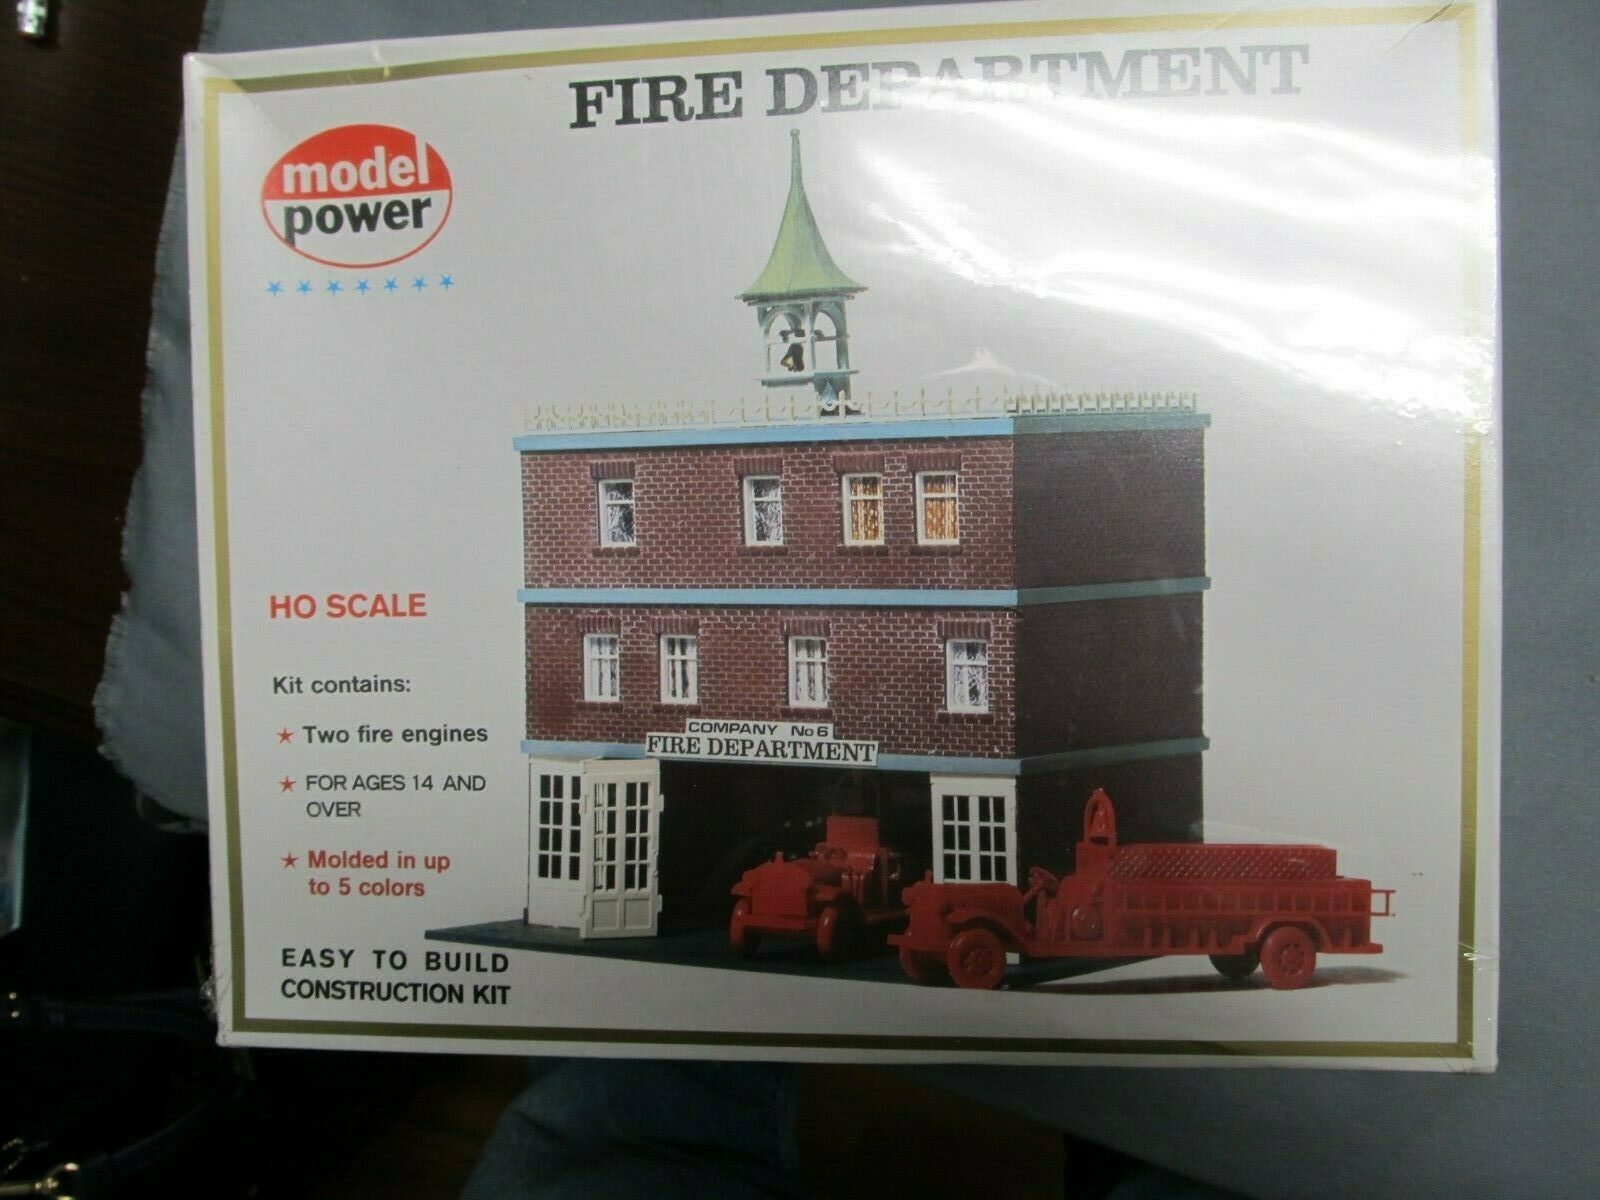 FIRE DEPARTMENT
model
power
HO SCALE
Kit contains:
★ Two fire engines
★ FOR AGES 14 AND
OVER
★ Molded in up
to 5 colors
EASY TO BUILD
CONSTRUCTION KIT
COMPANY No 6
FIRE DEPARTMENT